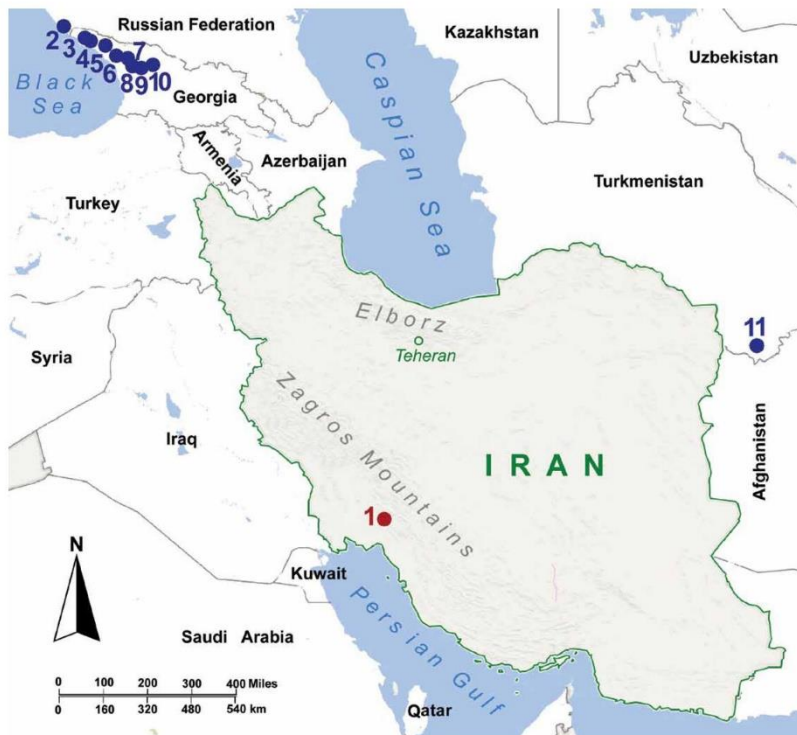 Russian Federation
Kazakhstan
Uzbekistan
2
3
4
5
6
7
8
9
10
Black
Sea
Georgia
Caspian Sea
Armenia
Azerbaijan
Turkmenistan
Turkey
Elborz
Teheran
11
Syria
Zagros Mountains
Iraq
IRAN
Afghanistan
1
N
Kuwait
Persian Gulf
Saudi Arabia
Qatar
0 100 200 300 400 Miles
0 160 320 480 540 km